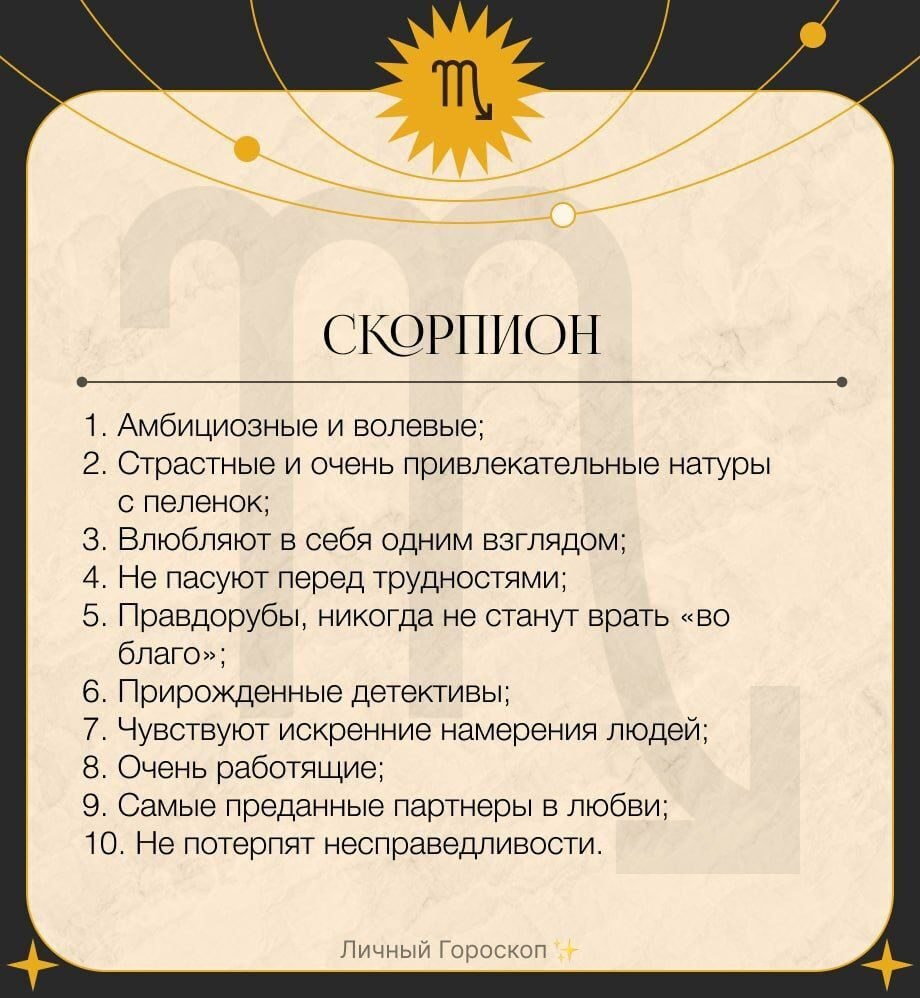 СКОРПИОН
1. Амбициозные и волевые;
2. Страстные и очень привлекательные натуры
с пеленок;
3. Влюбляют в себя одним взглядом;
4. Не пасуют перед трудностями;
5. Правдорубы, никогда не станут врать «во
благо»;
6. Прирожденные детективы;
7. Чувствуют искренние намерения людей;
8. Очень работящие;
9. Самые преданные партнеры в любви;
10. Не потерпят несправедливости.
Личный Гороскоп ✨